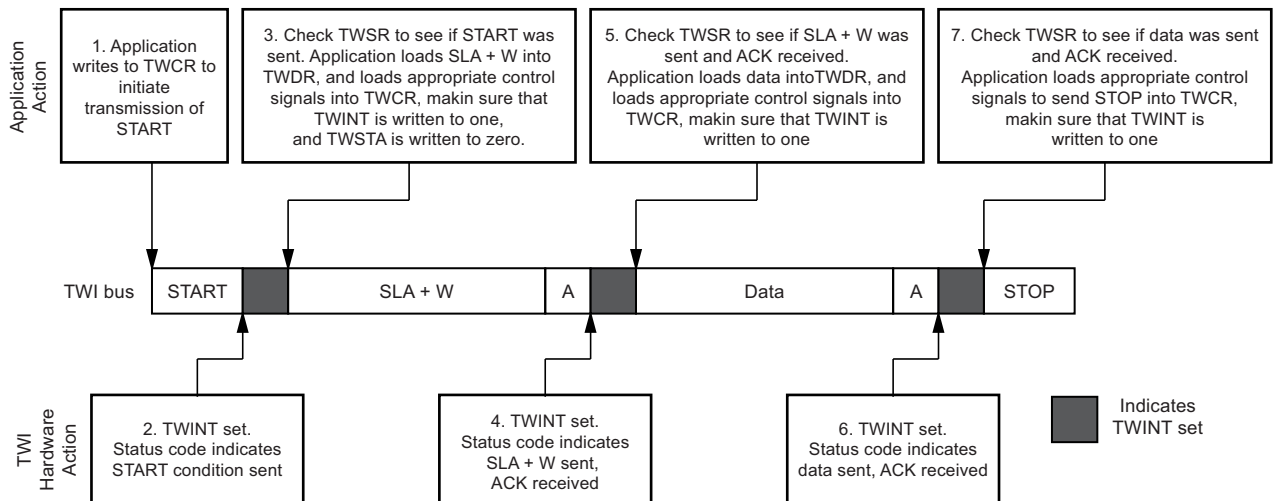 Application
Action
1. Application
writes to TWCR to
initiate
transmission of
START
3. Check TWSR to see if START was
sent. Application loads SLA + W into
TWDR, and loads appropriate control
signals into TWCR, makin sure that
TWINT is written to one,
and TWSTA is written to zero.
5. Check TWSR to see if SLA + W was
sent and ACK received.
Application loads data intoTWDR, and
loads appropriate control signals into
TWCR, makin sure that TWINT is
written to one
7. Check TWSR to see if data was sent
and ACK received.
Application loads appropriate control
signals to send STOP into TWCR,
makin sure that TWINT is
written to one
TWI bus
START
SLA + W
A
Data
A
STOP
TWI
Hardware
Action
2. TWINT set.
Status code indicates
START condition sent
4. TWINT set.
Status code indicates
SLA + W sent,
ACK received
6. TWINT set.
Status code indicates
data sent, ACK received
Indicates
TWINT set